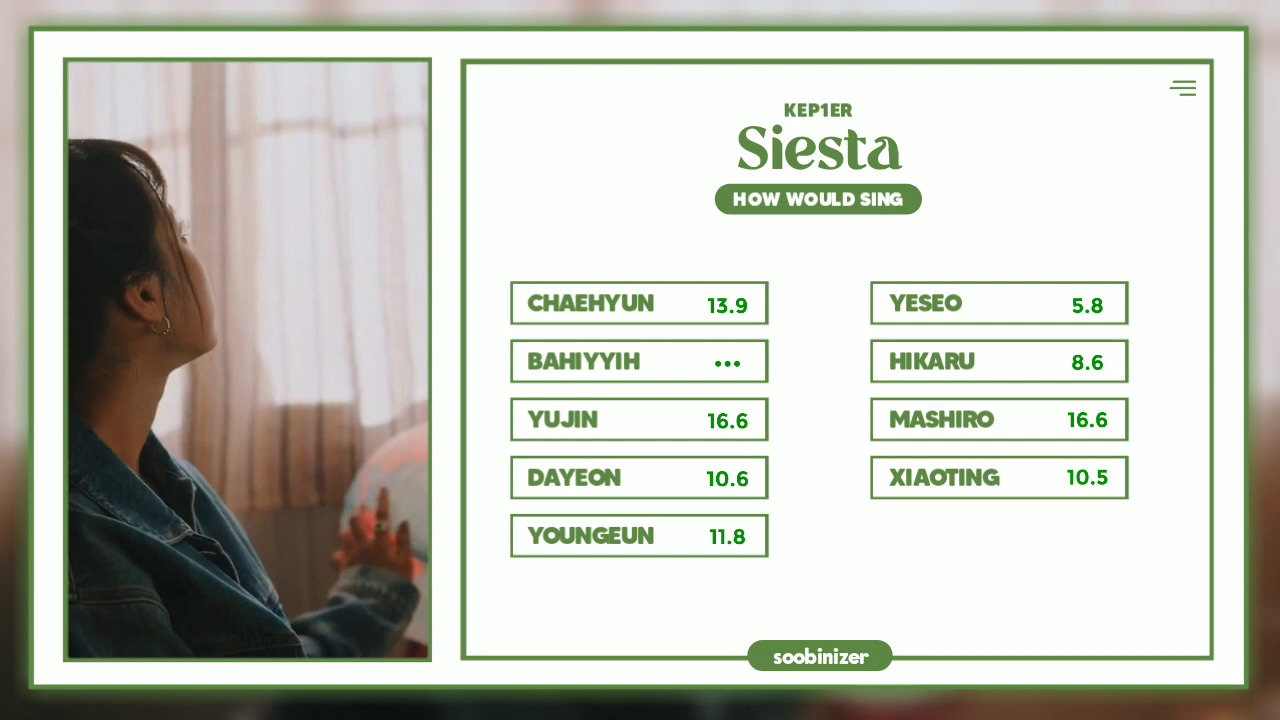 KEP1ER
Siesta
HOW WOULD SING
CHAEHYUN 13.9
BAHIYYIH •••
YUJIN 16.6
DAYEON 10.6
YOUNGEUN 11.8
YESEO 5.8
HIKARU 8.6
MASHIRO 16.6
XIAOTING 10.5
soobinizer